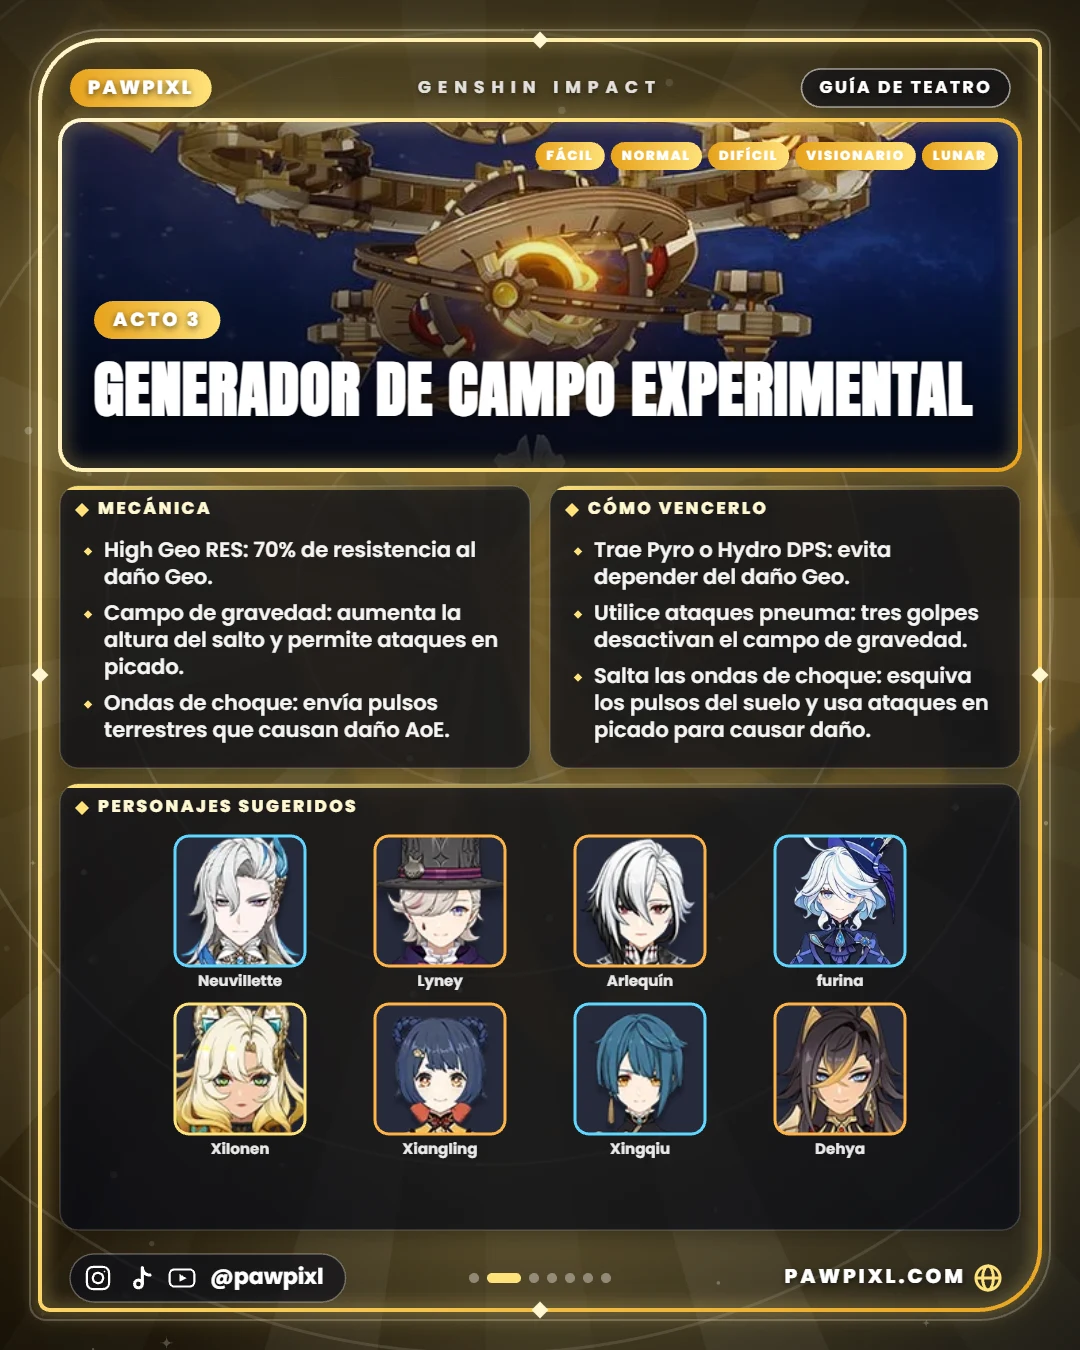 PAWPIXL
GENSHIN IMPACT
GUÍA DE TEATRO
FÁCIL
NORMAL
DIFÍCIL
VISIONARIO
LUNAR
ACTO 3
GENERADOR DE CAMPO EXPERIMENTAL
MECÁNICA
High Geo RES: 70% de resistencia al
daño Geo.
Campo de gravedad: aumenta la
altura del salto y permite ataques en
picado.
Ondas de choque: envía pulsos
terrestres que causan daño AoE.
CÓMO VENCERLO
Trae Pyro o Hydro DPS: evita
depender del daño Geo.
Utilice ataques pneuma: tres golpes
desactivan el campo de gravedad.
Salta las ondas de choque: esquiva
los pulsos del suelo y usa ataques en
picado para causar daño.
PERSONAJES SUGERIDOS
Neuvillette
Lyney
Arlequín
furina
Xilonen
Xiangling
Xingqiu
Dehya
@pawpixl
PAWPIXL.COM